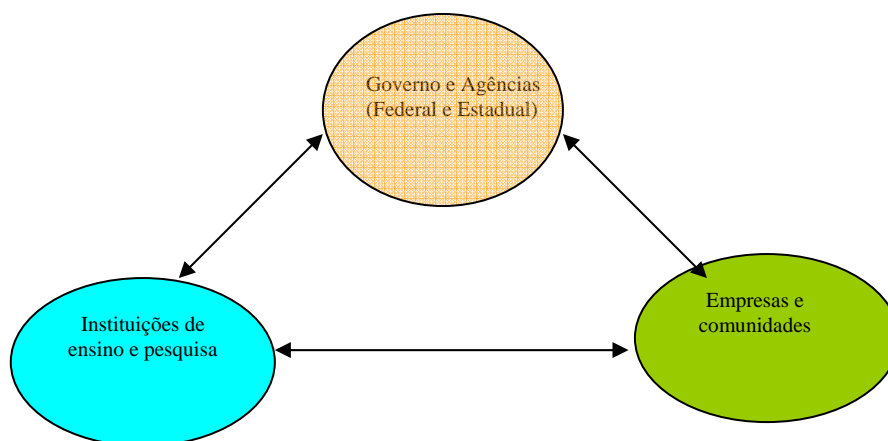 Governo e Agências
(Federal e Estadual)
Instituições de
ensino e pesquisa
Empresas e
comunidades